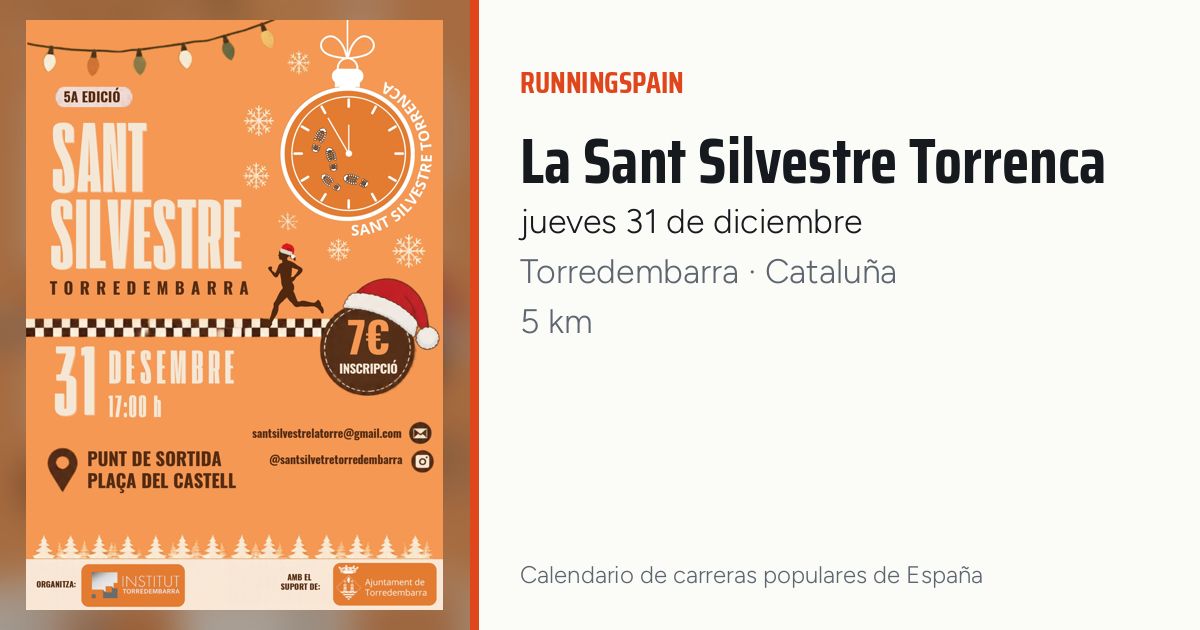 5A EDICIÓ
SANT
SILVESTRE
TORREDEMBARRA
SANT SILVESTRE TORRENCA
7€
INSCRIPCIÓ
31 DESEMBRE
17:00 h
santsilvestrelatorre@gmail.com
@santsilvetretorredembarra
PUNT DE SORTIDA
PLAÇA DEL CASTELL
ORGANITZA:
INSTITUT
TORREDEMBARRA
AMB EL
SUPORT DE:
Ajuntament de
Torredembarra
RUNNINGSPAIN
La Sant Silvestre Torrenca
jueves 31 de diciembre
Torredembarra · Cataluña
5 km
Calendario de carreras populares de España